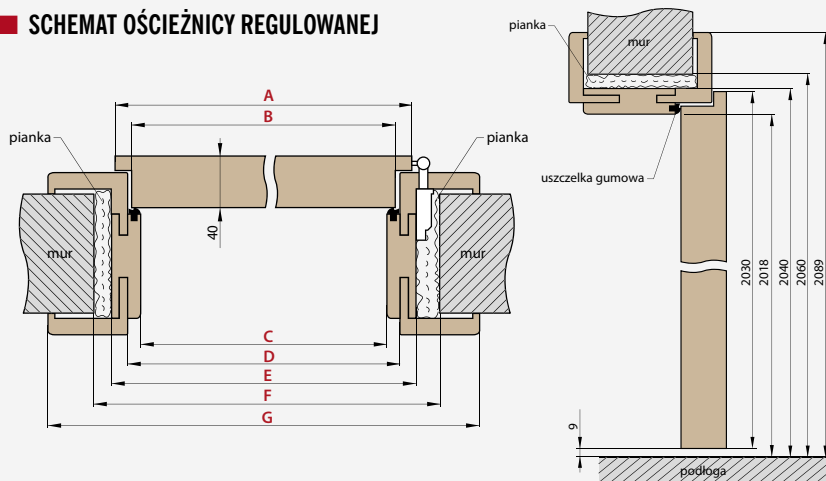 SCHEMAT OŚCIEŻNICY REGULOWANEJ
A
B
pianka
pianka
40
mur
mur
C
D
E
F
G
pianka
mur
uszczelka gumowa
2030
2018
2040
2060
2089
9
podłoga